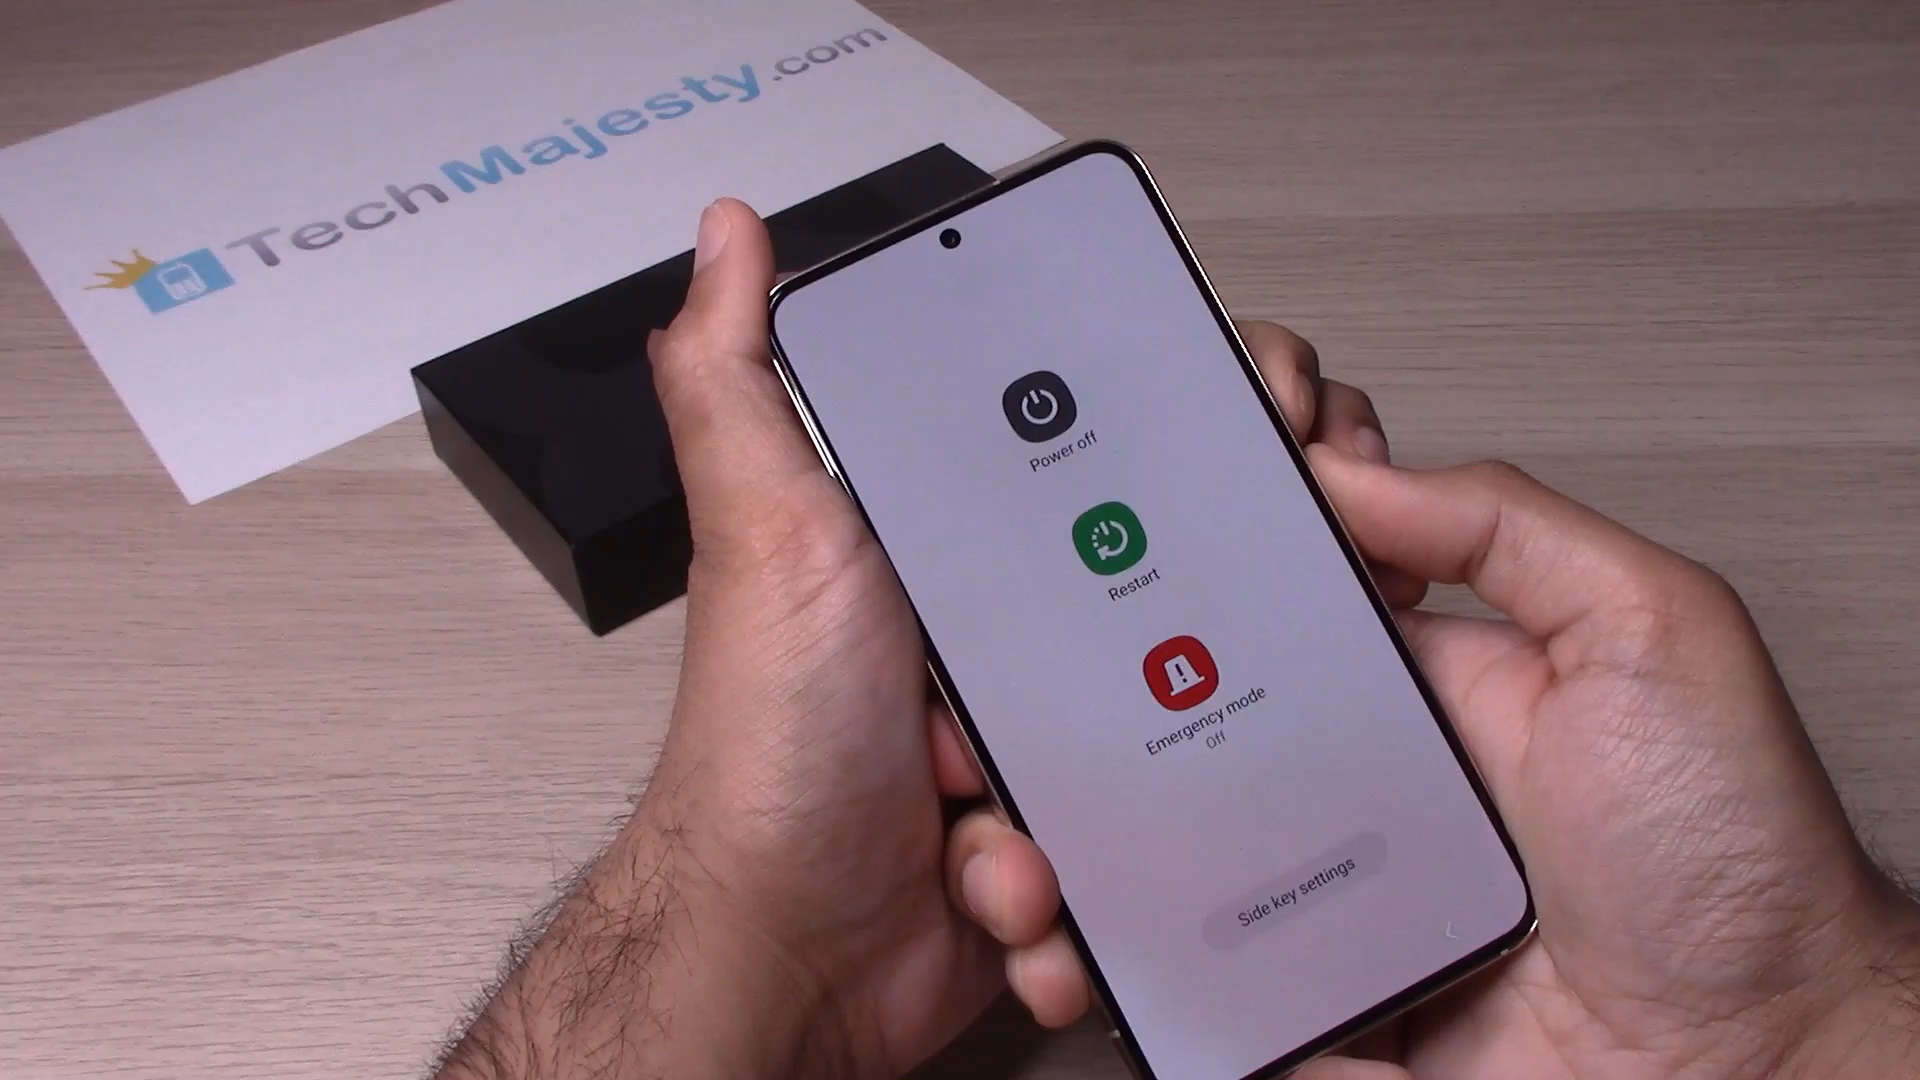 TechMajesty.com
Power off
Restart
Emergency mode
Off
Side key settings